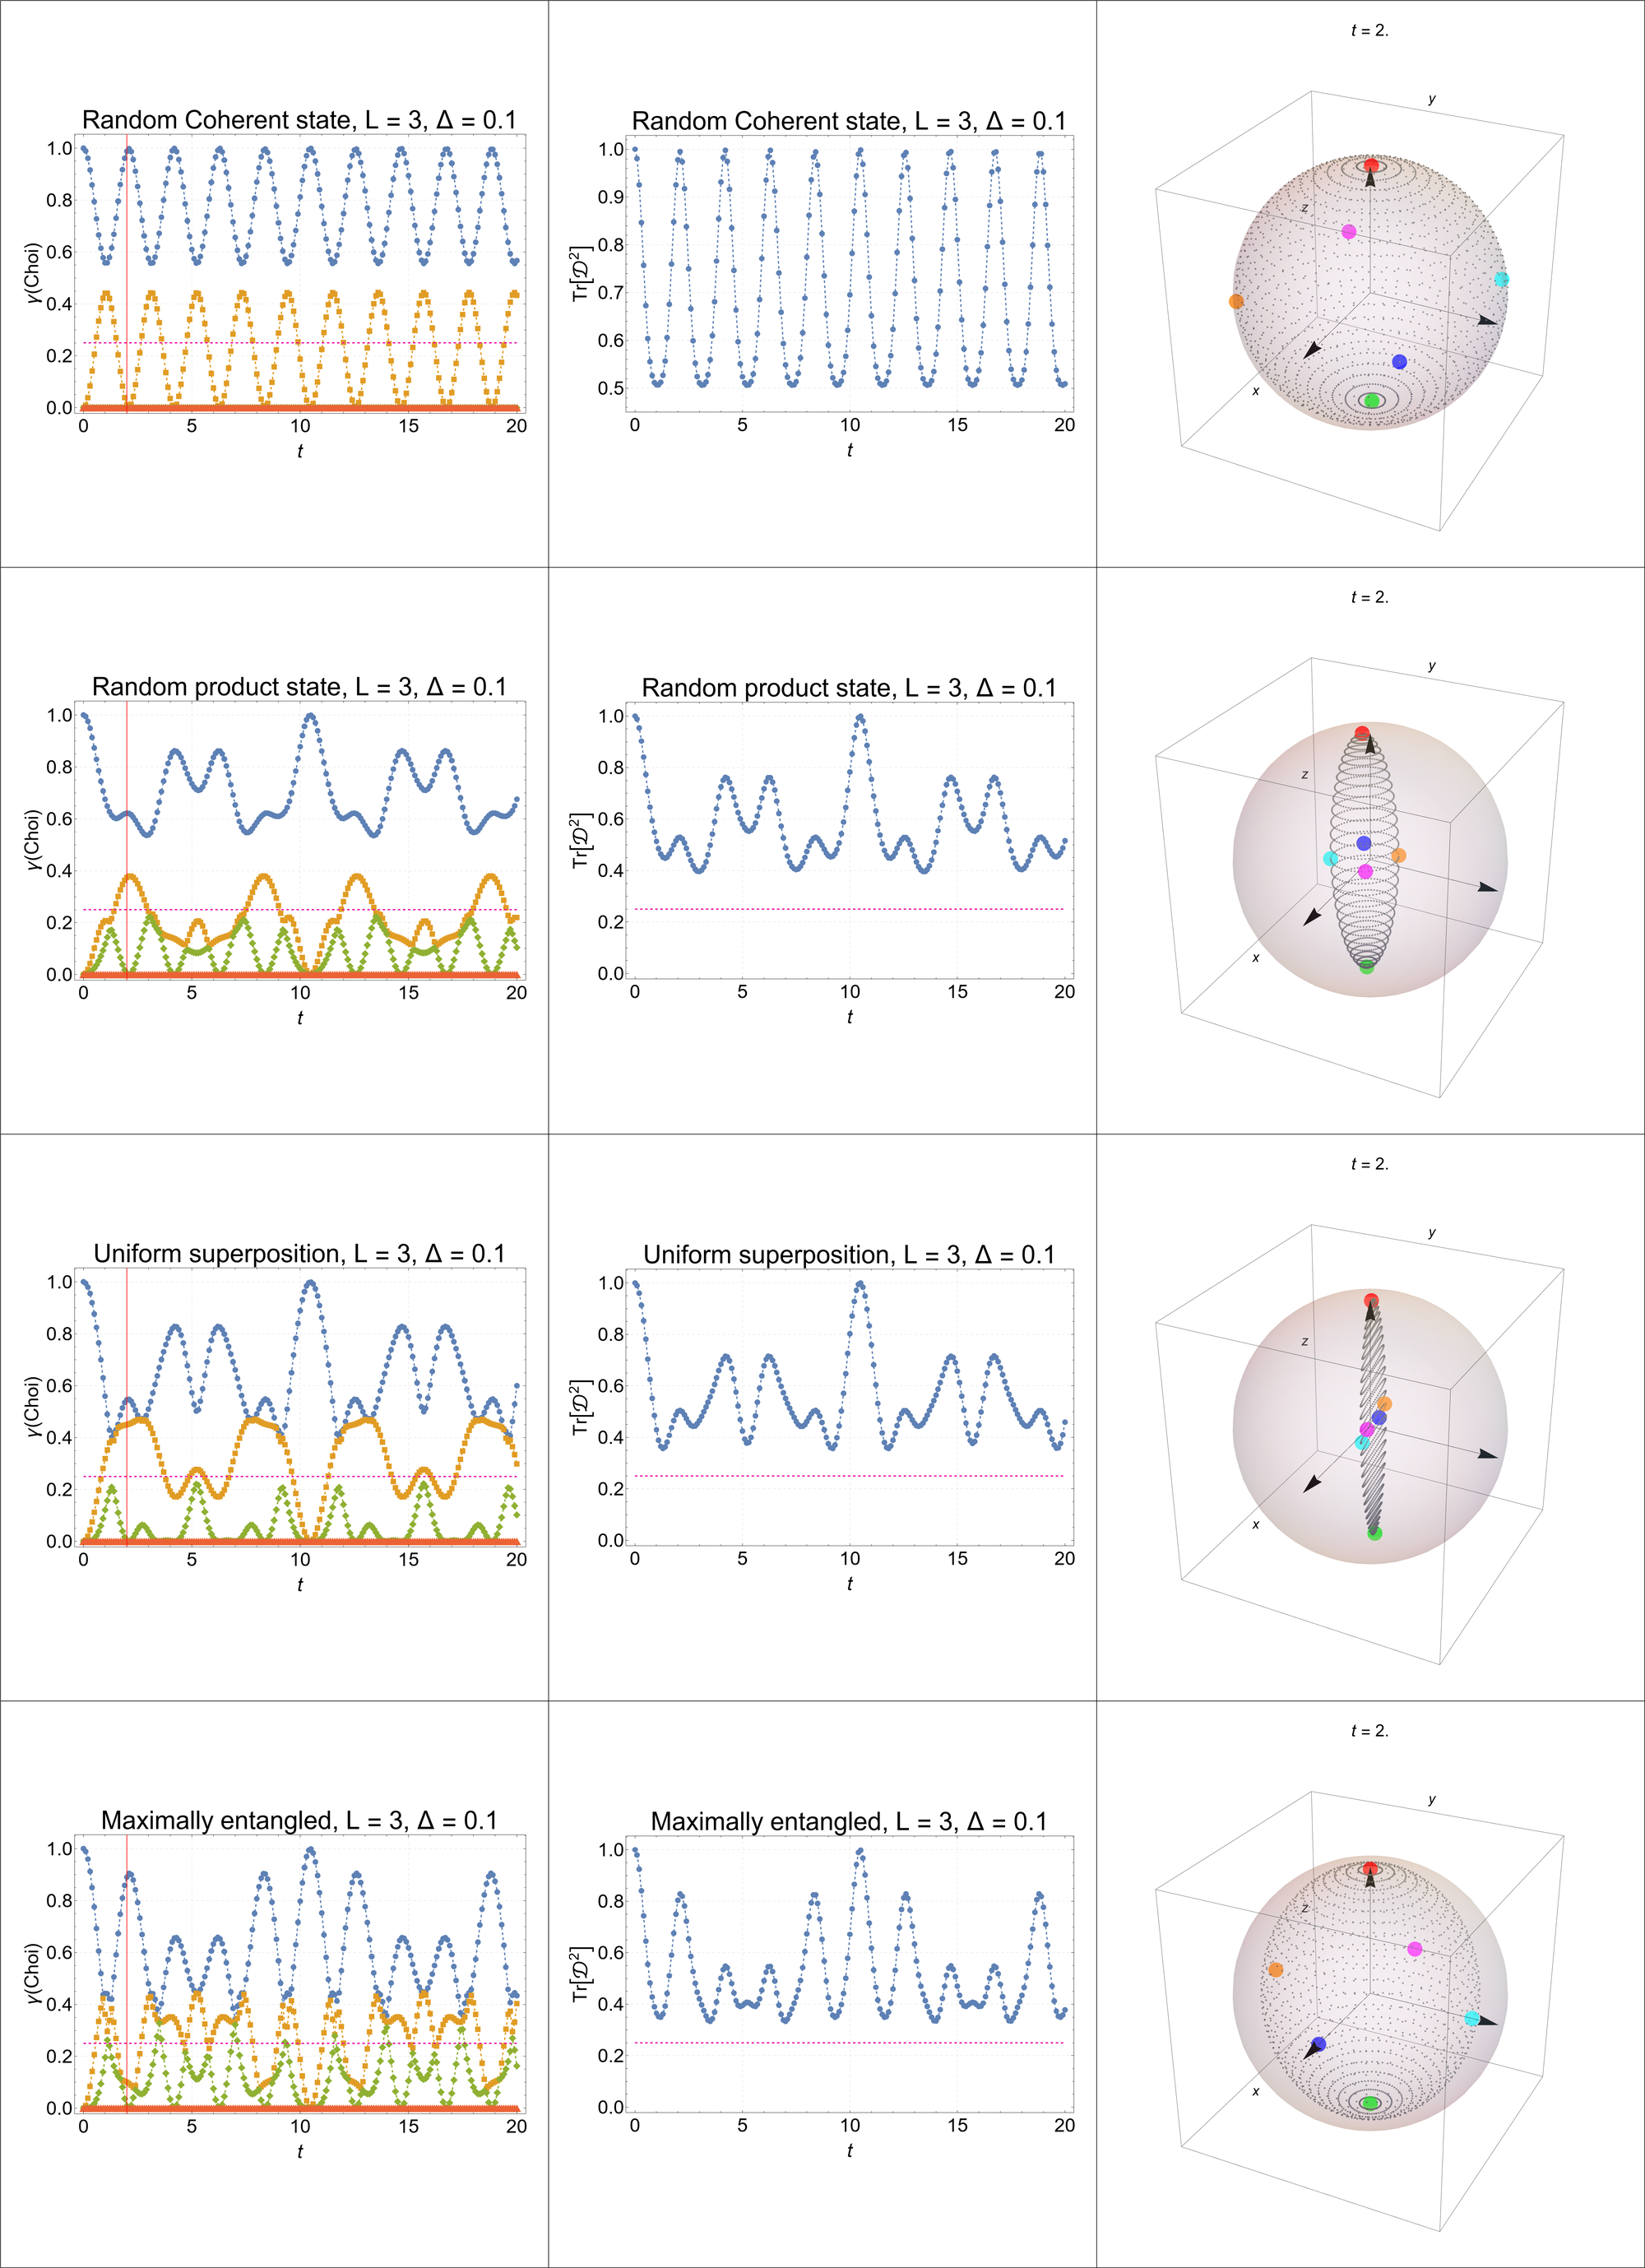 t = 2.
Random Coherent state, L = 3, Δ = 0.1
γ(Choi)
1.0
0.8
0.6
0.4
0.2
0.0
0 5 10 15 20
t
Random Coherent state, L = 3, Δ = 0.1
Tr[𝒟²]
1.0
0.9
0.8
0.7
0.6
0.5
0 5 10 15 20
t
y
z
x
t = 2.
Random product state, L = 3, Δ = 0.1
γ(Choi)
1.0
0.8
0.6
0.4
0.2
0.0
0 5 10 15 20
t
Random product state, L = 3, Δ = 0.1
Tr[𝒟²]
1.0
0.8
0.6
0.4
0.2
0.0
0 5 10 15 20
t
y
z
x
t = 2.
Uniform superposition, L = 3, Δ = 0.1
γ(Choi)
1.0
0.8
0.6
0.4
0.2
0.0
0 5 10 15 20
t
Uniform superposition, L = 3, Δ = 0.1
Tr[𝒟²]
1.0
0.8
0.6
0.4
0.2
0.0
0 5 10 15 20
t
y
z
x
t = 2.
Maximally entangled, L = 3, Δ = 0.1
γ(Choi)
1.0
0.8
0.6
0.4
0.2
0.0
0 5 10 15 20
t
Maximally entangled, L = 3, Δ = 0.1
Tr[𝒟²]
1.0
0.8
0.6
0.4
0.2
0.0
0 5 10 15 20
t
y
z
x